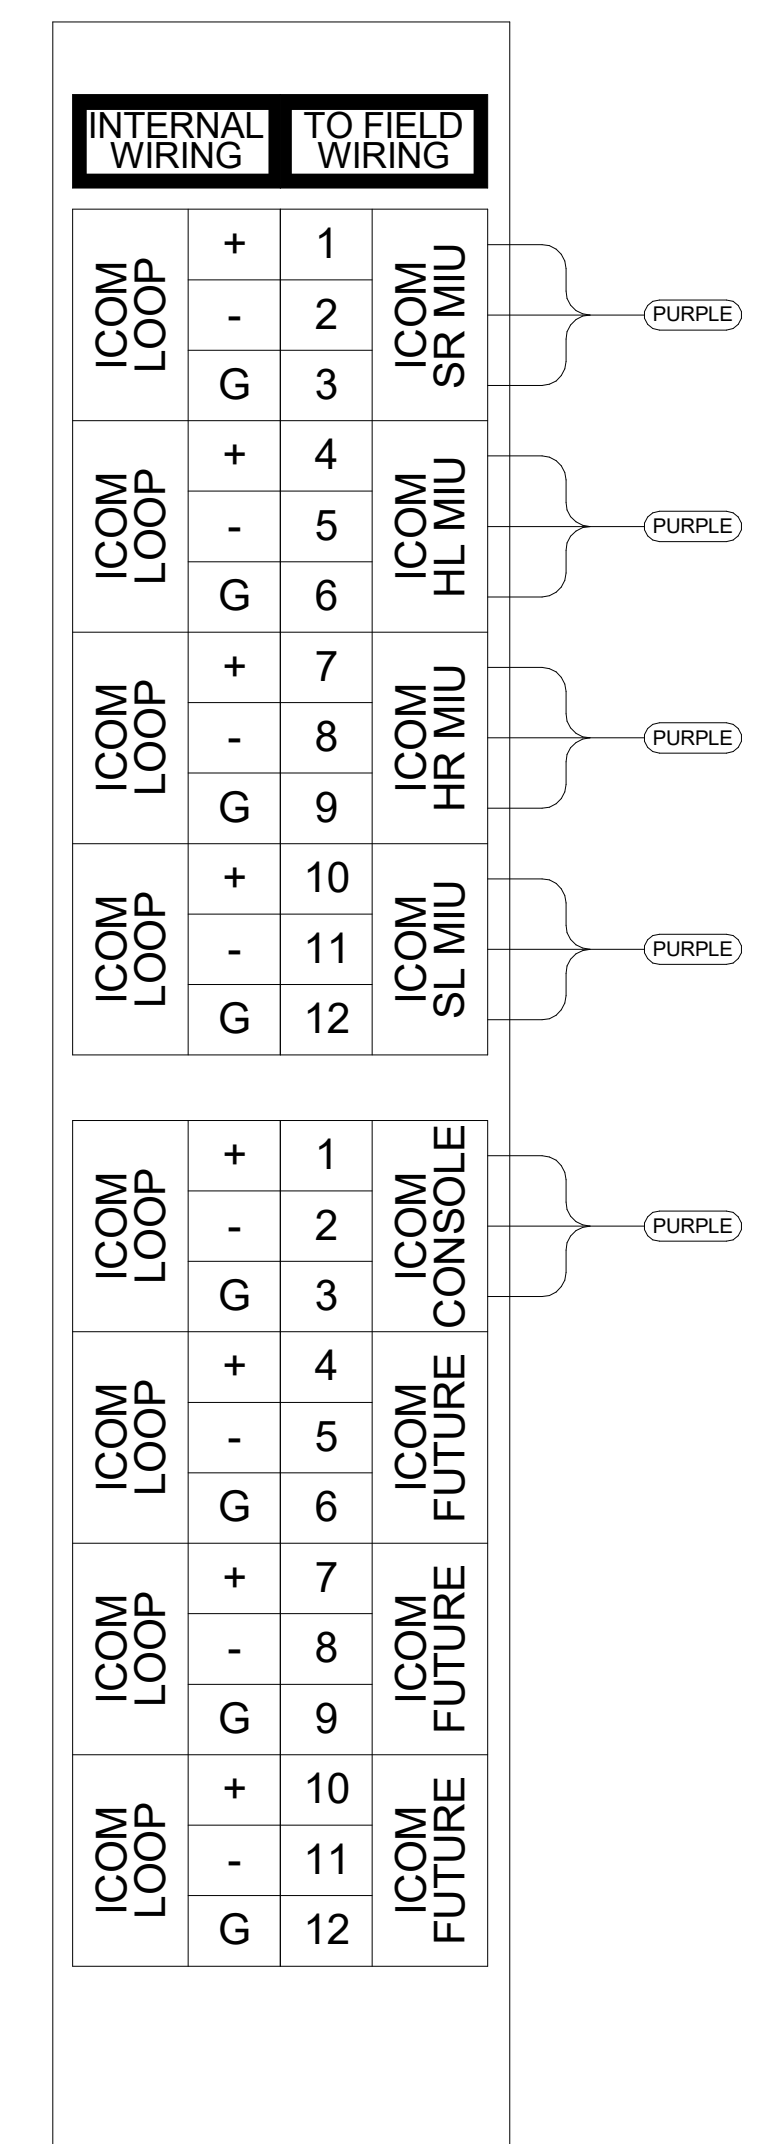 INTERNAL
WIRING
TO FIELD
WIRING
ICOM
LOOP
+
1
-
2
G
3
ICOM
SR MIU
PURPLE
ICOM
LOOP
+
4
-
5
G
6
ICOM
HL MIU
PURPLE
ICOM
LOOP
+
7
-
8
G
9
ICOM
HR MIU
PURPLE
ICOM
LOOP
+
10
-
11
G
12
ICOM
SL MIU
PURPLE
ICOM
LOOP
+
1
-
2
G
3
ICOM
CONSOLE
PURPLE
ICOM
LOOP
+
4
-
5
G
6
ICOM
FUTURE
ICOM
LOOP
+
7
-
8
G
9
ICOM
FUTURE
ICOM
LOOP
+
10
-
11
G
12
ICOM
FUTURE